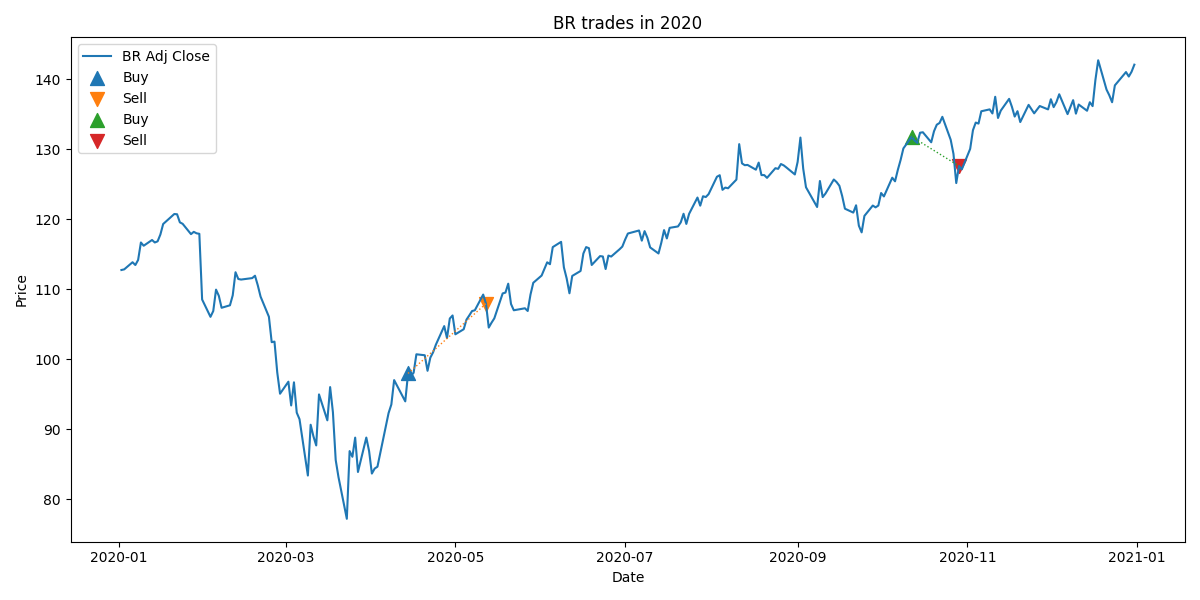 BR trades in 2020
BR Adj Close
Buy
Sell
Buy
Sell
140
130
120
110
100
90
80
Price
2020-01
2020-03
2020-05
2020-07
2020-09
2020-11
2021-01
Date